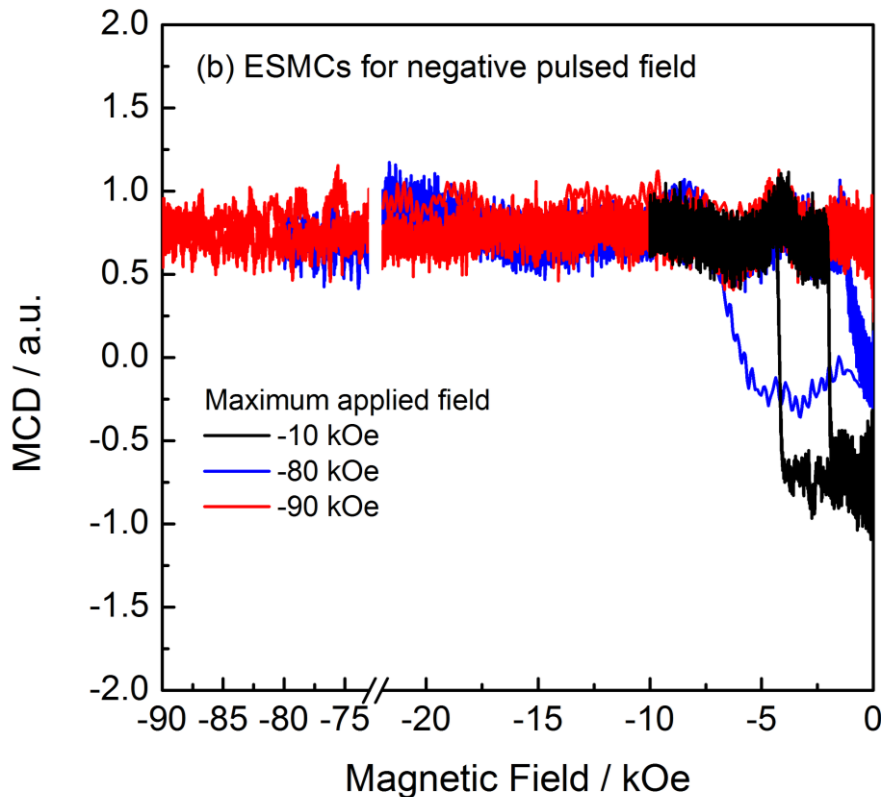 2.0
(b) ESMCs for negative pulsed field
1.5
1.0
0.5
0.0
Maximum applied field
-10 kOe
-0.5
-80 kOe
-90 kOe
-1.0
-1.5
-2.0
MCD / a.u.
-90 -85 -80 -75 -20 -15 -10 -5 0
Magnetic Field / kOe